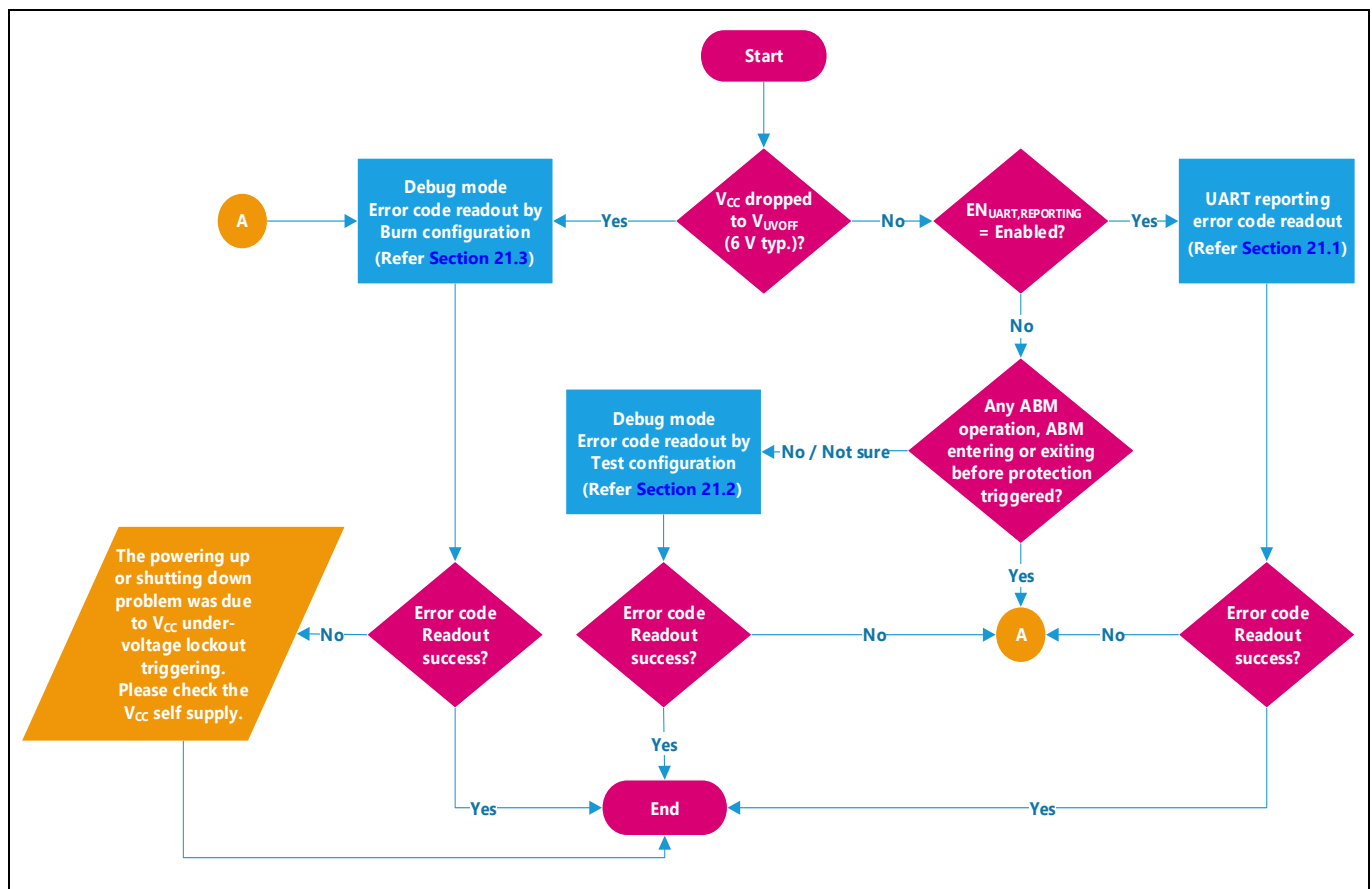 Start
V_CC dropped
to V_UVOFF
(6 V typ.)?
Yes
No
EN_UART,REPORTING
= Enabled?
Yes
No
UART reporting
error code readout
(Refer Section 21.1)
A
Debug mode
Error code readout by
Burn configuration
(Refer Section 21.3)
Any ABM
operation, ABM
entering or exiting
before protection
triggered?
No / Not sure
Yes
Debug mode
Error code readout by
Test configuration
(Refer Section 21.2)
The powering up
or shutting down
problem was due
to V_CC under-
voltage lockout
triggering.
Please check the
V_CC self supply.
No
Error code
Readout
success?
Error code
Readout
success?
No
A
No
Error code
Readout
success?
Yes
Yes
End
Yes